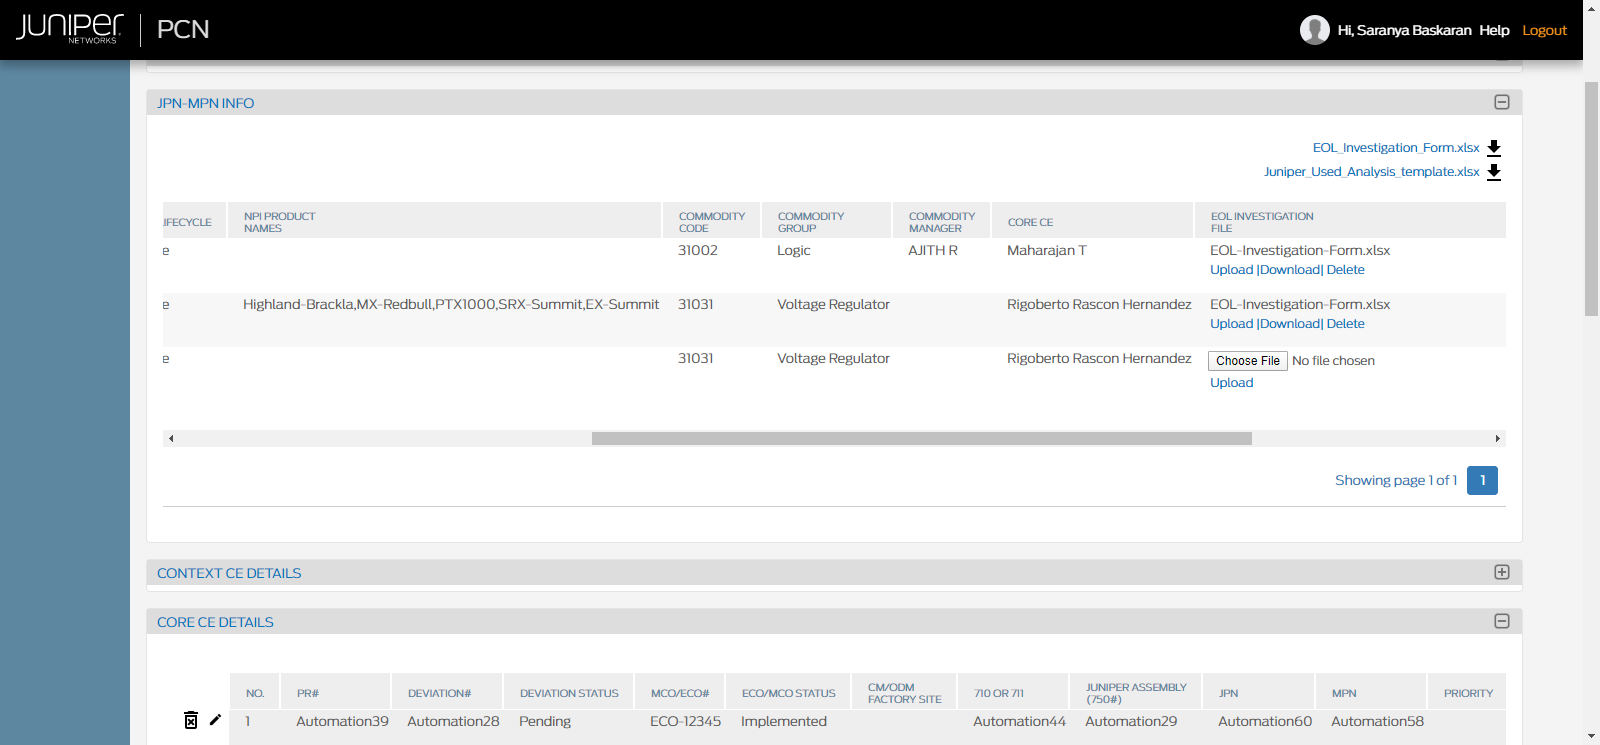 JUNIPER NETWORKS PCN Hi, Saranya Baskaran Help Logout
JPN-MPN INFO
EOL_Investigation_Form.xlsx
Juniper_Used_Analysis_template.xlsx
IFECYCLE NPI PRODUCT NAMES COMMODITY CODE COMMODITY GROUP COMMODITY MANAGER CORE CE EOL INVESTIGATION FILE
e 31002 Logic AJITH R Maharajan T EOL-Investigation-Form.xlsx
Upload |Download| Delete
e Highland-Brackla,MX-Redbull,PTX1000,SRX-Summit,EX-Summit 31031 Voltage Regulator Rigoberto Rascon Hernandez EOL-Investigation-Form.xlsx
Upload |Download| Delete
e 31031 Voltage Regulator Rigoberto Rascon Hernandez Choose File No file chosen
Upload
Showing page 1 of 1 1
CONTEXT CE DETAILS
CORE CE DETAILS
NO. PR# DEVIATION# DEVIATION STATUS MCO/ECO# ECO/MCO STATUS CM/ODM FACTORY SITE 710 OR 711 JUNIPER ASSEMBLY (750#) JPN MPN PRIORITY
1 Automation39 Automation28 Pending ECO-12345 Implemented Automation44 Automation29 Automation60 Automation58